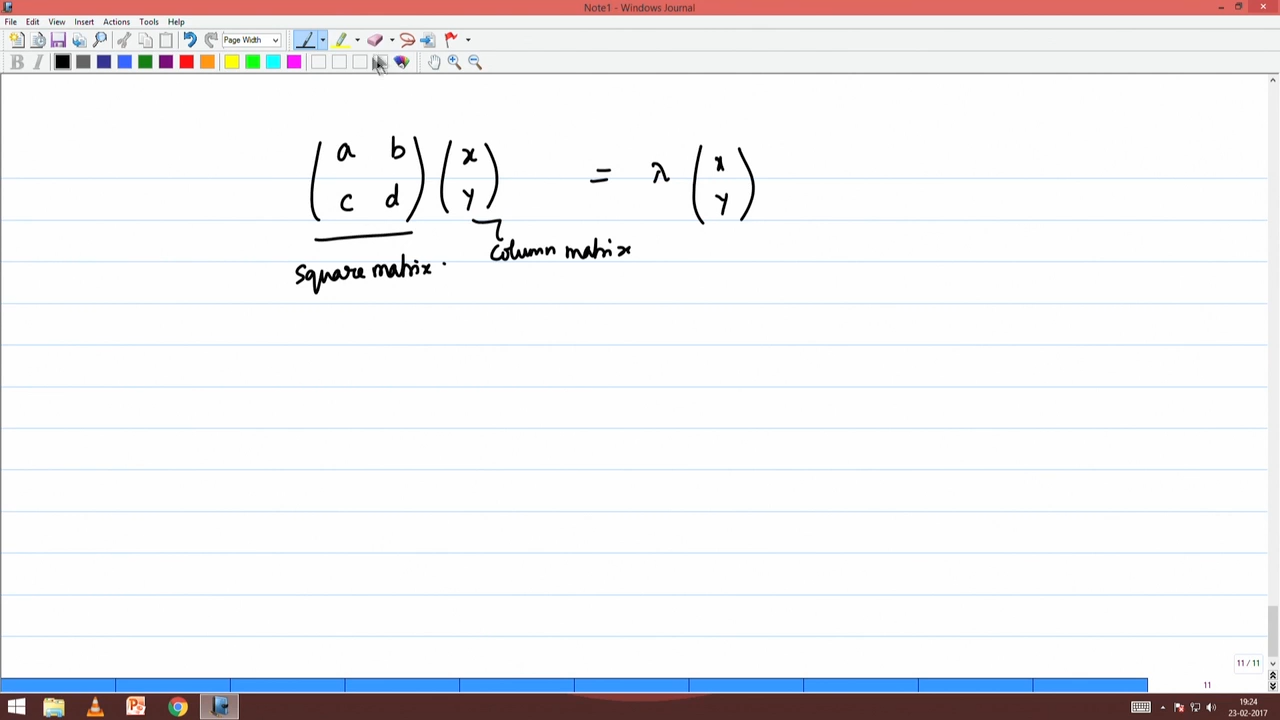 Note1 - Windows Journal
File Edit View Insert Actions Tools Help
Page Width
B I
a b x = λ x
c d y y
column matrix
square matrix.
11 / 11
11
19:24
23-02-2017